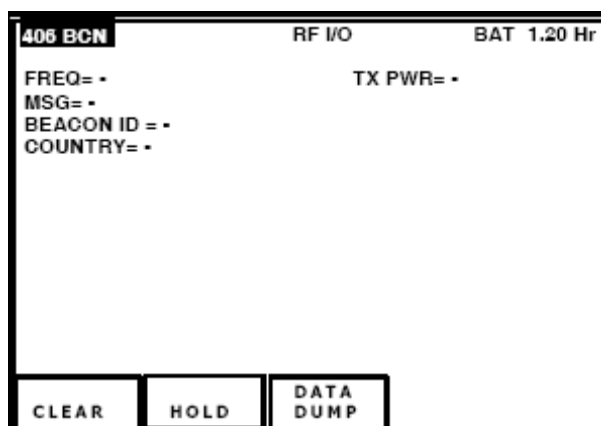 406 BCN RF I/O BAT 1.20 Hr
FREQ= - TX PWR= -
MSG= -
BEACON ID = -
COUNTRY= -
CLEAR HOLD DATA DUMP